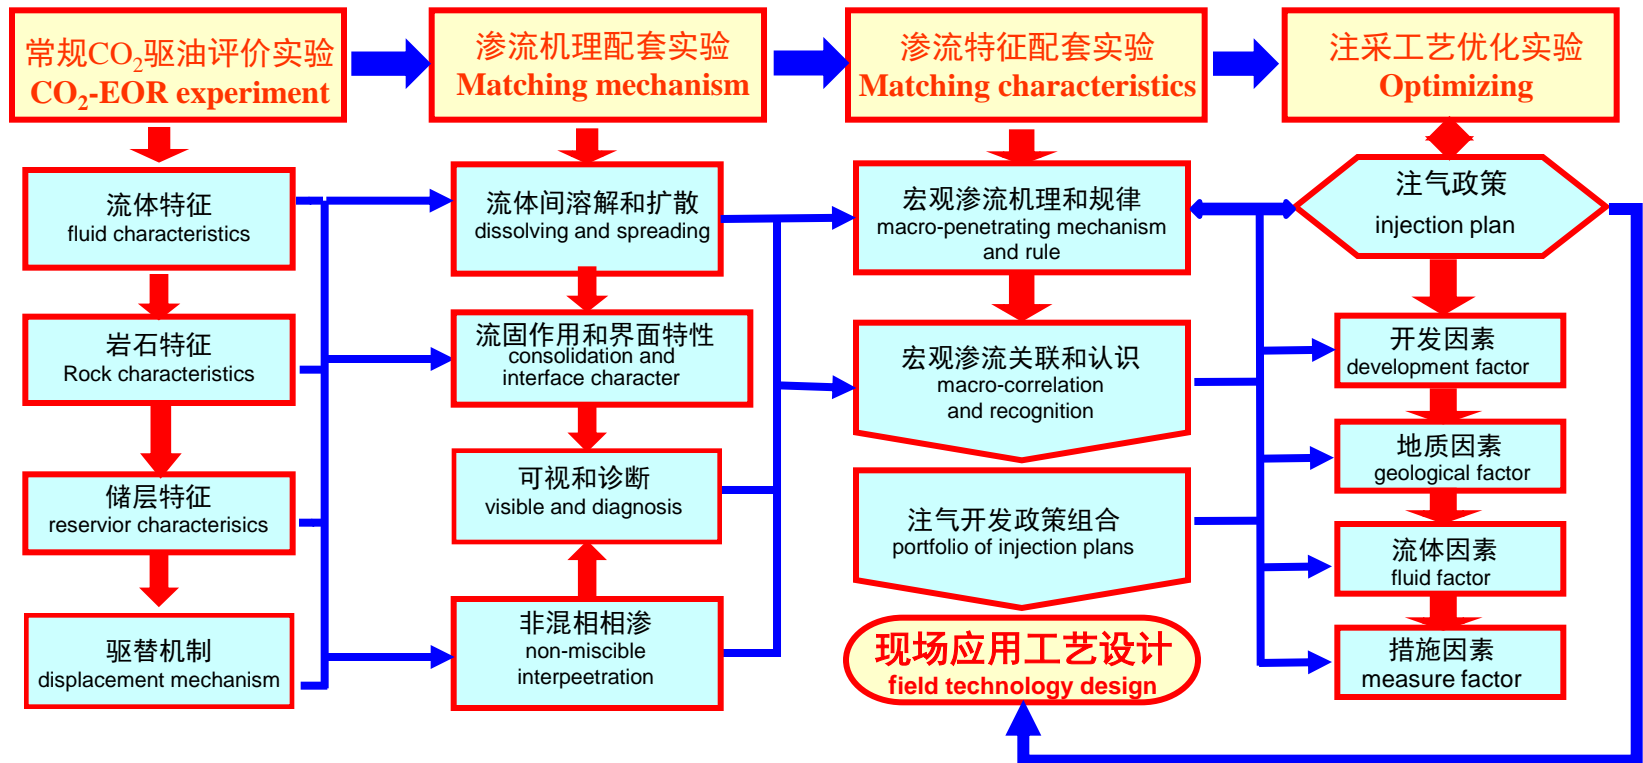 常规CO₂驱油评价实验
CO₂-EOR experiment
渗流机理配套实验
Matching mechanism
渗流特征配套实验
Matching characteristics
注采工艺优化实验
Optimizing
流体特征
fluid characteristics
岩石特征
Rock characteristics
储层特征
reservior characterisics
驱替机制
displacement mechanism
流体间溶解和扩散
dissolving and spreading
流固作用和界面特性
consolidation and
interface character
可视和诊断
visible and diagnosis
非混相相渗
non-miscible
interpeetration
宏观渗流机理和规律
macro-penetrating mechanism
and rule
宏观渗流关联和认识
macro-correlation
and recognition
注气开发政策组合
portfolio of injection plans
现场应用工艺设计
field technology design
注气政策
injection plan
开发因素
development factor
地质因素
geological factor
流体因素
fluid factor
措施因素
measure factor